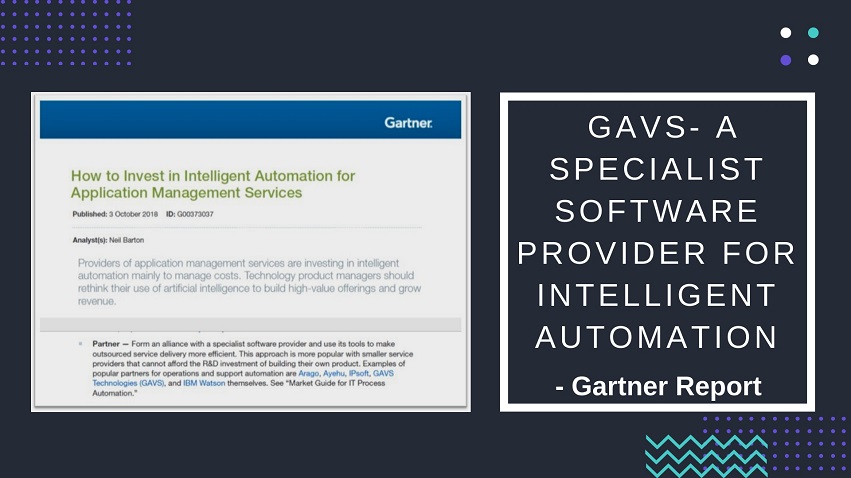 Gartner.
How to Invest in Intelligent Automation for
Application Management Services
Published: 3 October 2018 ID: G00373037
Analyst(s): Neil Barton
Providers of application management services are investing in intelligent
automation mainly to manage costs. Technology product managers should
rethink their use of artificial intelligence to build high-value offerings and grow
revenue.
Partner — Form an alliance with a specialist software provider and use its tools to make
outsourced service delivery more efficient. This approach is more popular with smaller service
providers that cannot afford the R&D investment of building their own product. Examples of
popular partners for operations and support automation are Arago, Ayehu, IPsoft, GAVS
Technologies (GAVS), and IBM Watson themselves. See "Market Guide for IT Process
Automation."
GAVS- A
SPECIALIST
SOFTWARE
PROVIDER FOR
INTELLIGENT
AUTOMATION
- Gartner Report